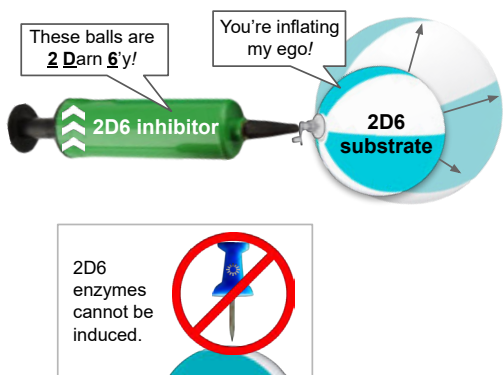 These balls are
2 Darn 6'y!
You're inflating
my ego!
2D6 inhibitor
2D6
substrate
2D6
enzymes
cannot be
induced.